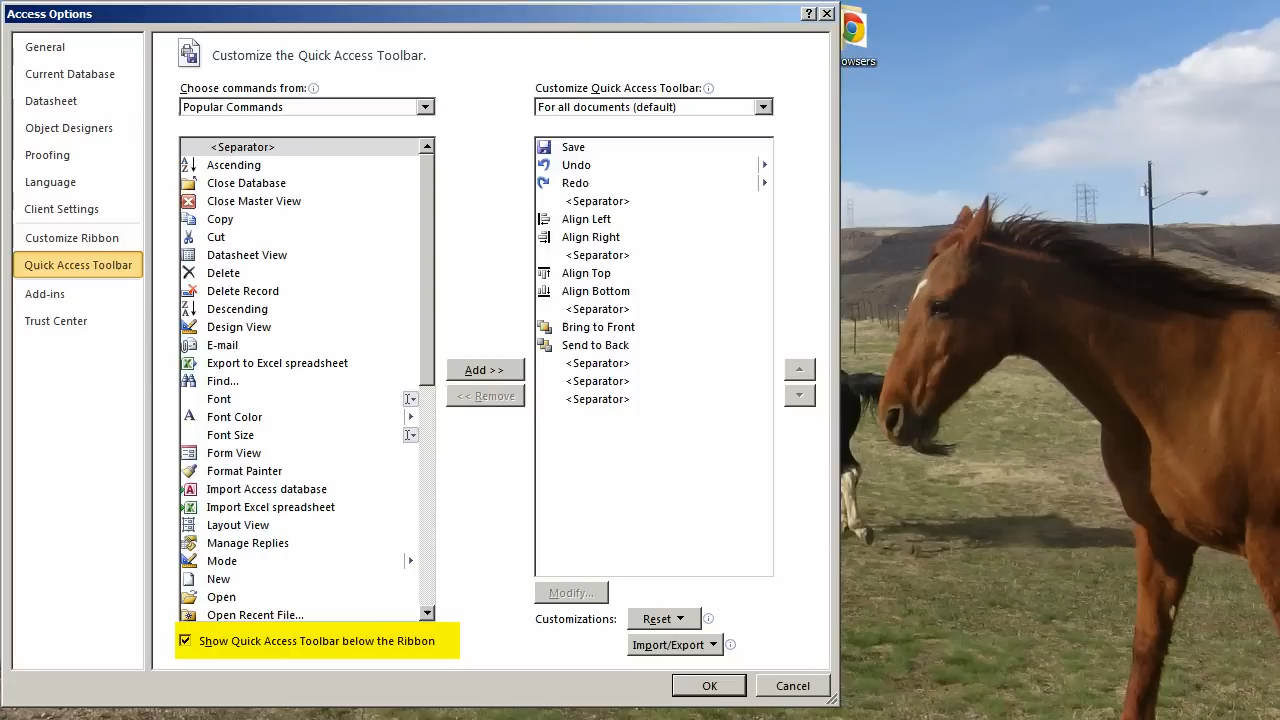 Access Options
General
Current Database
Datasheet
Object Designers
Proofing
Language
Client Settings
Customize Ribbon
Quick Access Toolbar
Add-ins
Trust Center
Customize the Quick Access Toolbar.
Choose commands from:
Popular Commands
<Separator>
Ascending
Close Database
Close Master View
Copy
Cut
Datasheet View
Delete
Delete Record
Descending
Design View
E-mail
Export to Excel spreadsheet
Find...
Font
Font Color
Font Size
Form View
Format Painter
Import Access database
Import Excel spreadsheet
Layout View
Manage Replies
Mode
New
Open
Open Recent File...
Show Quick Access Toolbar below the Ribbon
Add >>
<< Remove
Customize Quick Access Toolbar:
For all documents (default)
Save
Undo
Redo
<Separator>
Align Left
Align Right
<Separator>
Align Top
Align Bottom
<Separator>
Bring to Front
Send to Back
<Separator>
<Separator>
<Separator>
Modify...
Customizations:
Reset
Import/Export
OK
Cancel
owsers